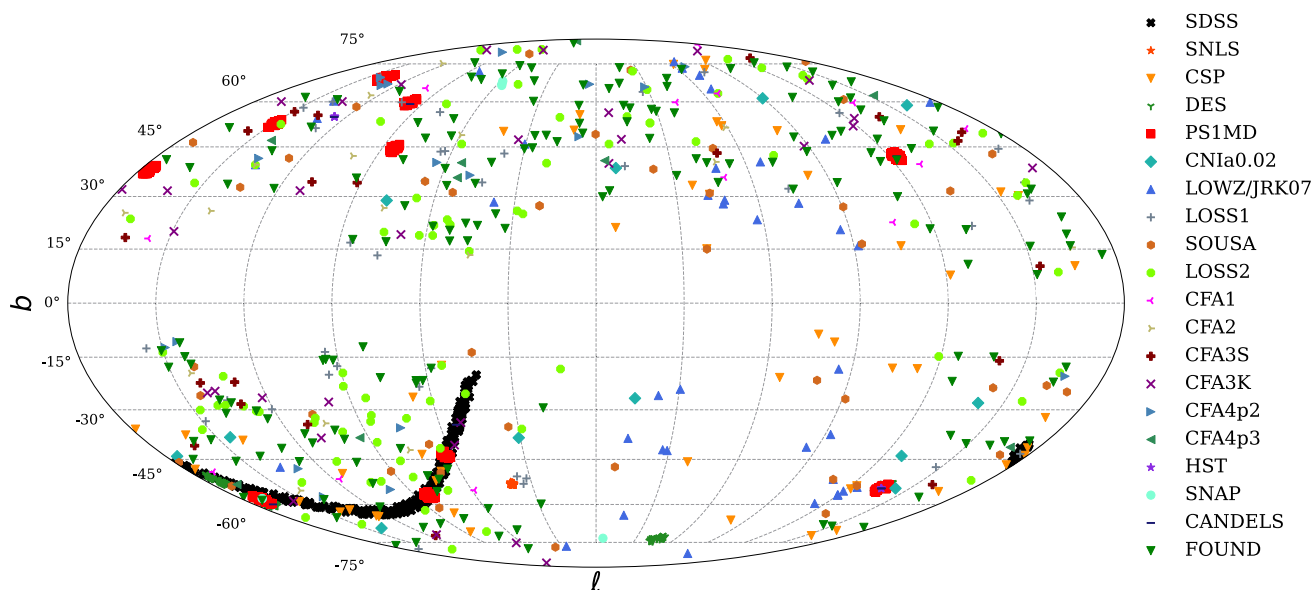 75°
60°
45°
30°
15°
0°
-15°
-30°
-45°
-60°
-75°
b
ℓ
SDSS
SNLS
CSP
DES
PS1MD
CNIa0.02
LOWZ/JRK07
LOSS1
SOUSA
LOSS2
CFA1
CFA2
CFA3S
CFA3K
CFA4p2
CFA4p3
HST
SNAP
CANDELS
FOUND